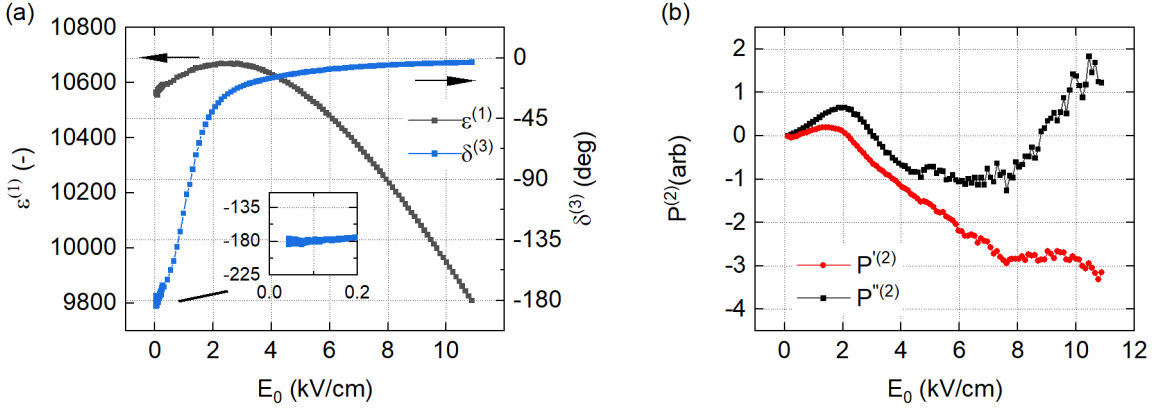 (a)
10800
10600
10400
10200
10000
9800
ε(1) (-)
0
-45
-90
-135
-180
δ(3) (deg)
ε(1)
δ(3)
-135
-180
-225
0.0 0.2
0 2 4 6 8 10
E0 (kV/cm)
(b)
2
1
0
-1
-2
-3
-4
P(2)(arb)
P'(2)
P"(2)
0 2 4 6 8 10 12
E0 (kV/cm)